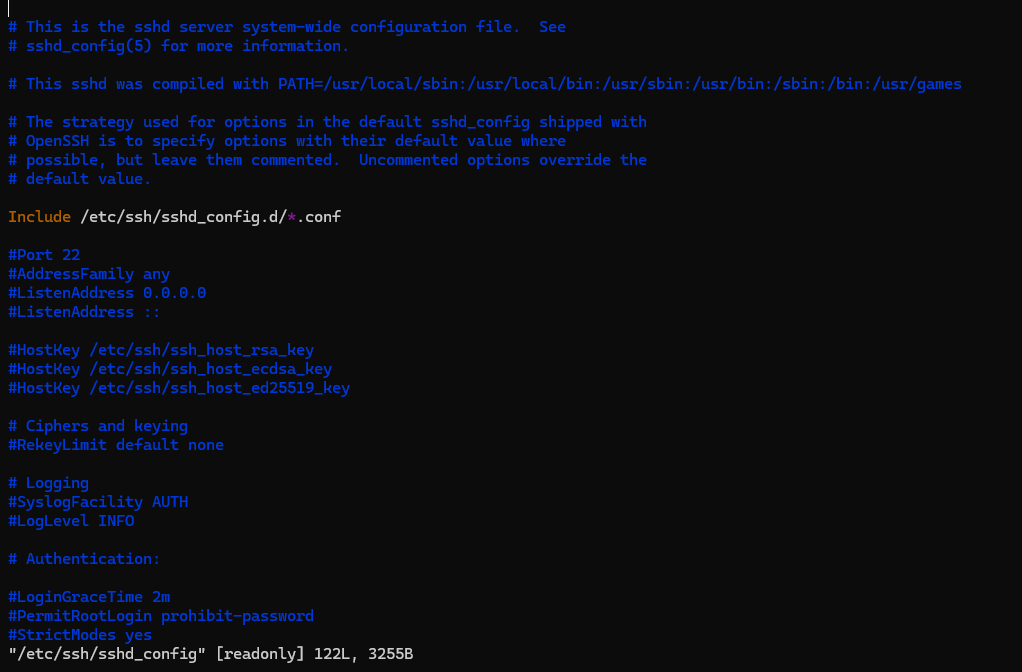 # This is the sshd server system-wide configuration file.  See
# sshd_config(5) for more information.

# This sshd was compiled with PATH=/usr/local/sbin:/usr/local/bin:/usr/sbin:/usr/bin:/sbin:/bin:/usr/games

# The strategy used for options in the default sshd_config shipped with
# OpenSSH is to specify options with their default value where
# possible, but leave them commented.  Uncommented options override the
# default value.

Include /etc/ssh/sshd_config.d/*.conf

#Port 22
#AddressFamily any
#ListenAddress 0.0.0.0
#ListenAddress ::

#HostKey /etc/ssh/ssh_host_rsa_key
#HostKey /etc/ssh/ssh_host_ecdsa_key
#HostKey /etc/ssh/ssh_host_ed25519_key

# Ciphers and keying
#RekeyLimit default none

# Logging
#SyslogFacility AUTH
#LogLevel INFO

# Authentication:

#LoginGraceTime 2m
#PermitRootLogin prohibit-password
#StrictModes yes
"/etc/ssh/sshd_config" [readonly] 122L, 3255B